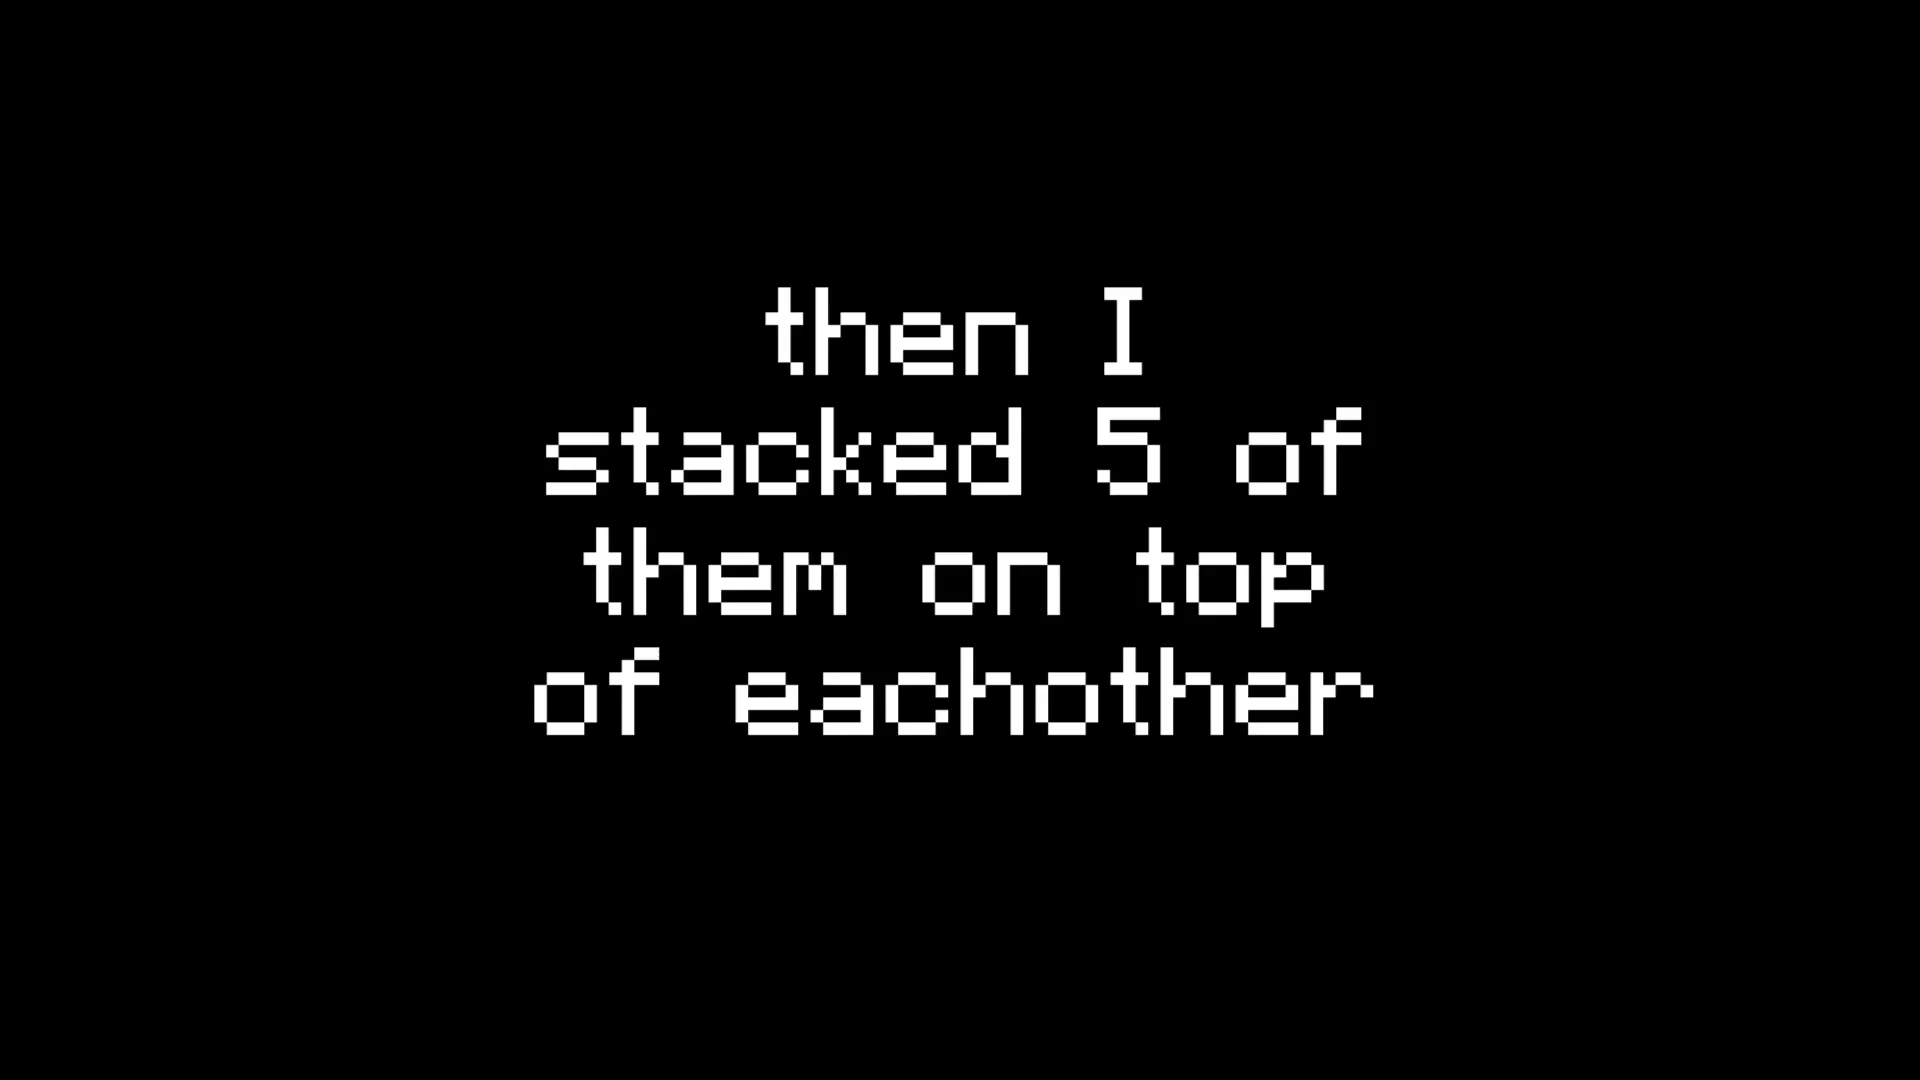 then I
stacked 5 of
them on top
of eachother